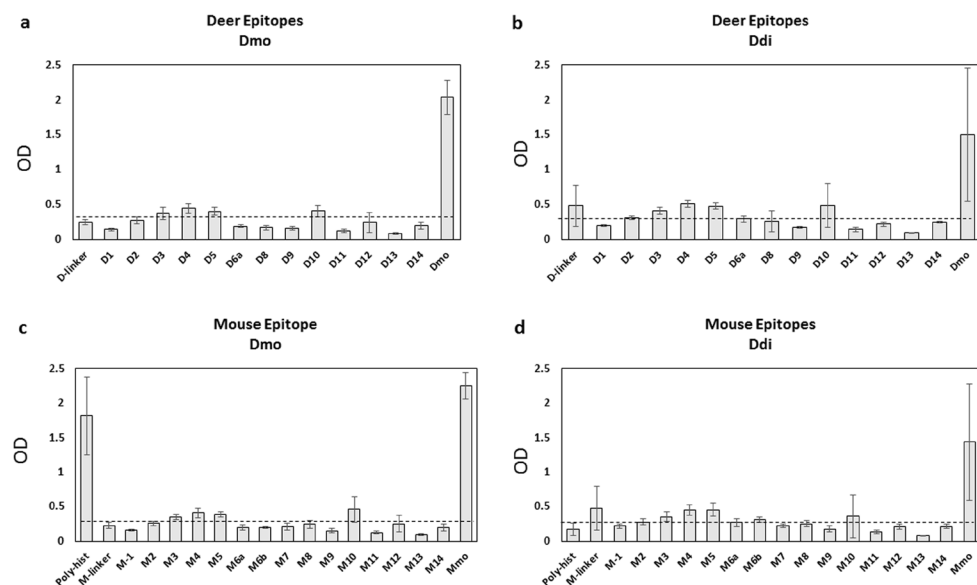 a
Deer Epitopes
Dmo
2.5
2
1.5
1
0.5
0
OD
D-linker
D1
D2
D3
D4
D5
D6a
D8
D9
D10
D11
D12
D13
D14
Dmo
b
Deer Epitopes
Ddi
2.5
2
1.5
1
0.5
0
OD
D-linker
D1
D2
D3
D4
D5
D6a
D8
D9
D10
D11
D12
D13
D14
Dmo
c
Mouse Epitope
Dmo
2.5
2
1.5
1
0.5
0
OD
Poly-hist
M-linker
M-1
M2
M3
M4
M5
M6a
M6b
M7
M8
M9
M10
M11
M12
M13
M14
Mmo
d
Mouse Epitopes
Ddi
2.5
2
1.5
1
0.5
0
OD
Poly-hist
M-linker
M-1
M2
M3
M4
M5
M6a
M6b
M7
M8
M9
M10
M11
M12
M13
M14
Mmo